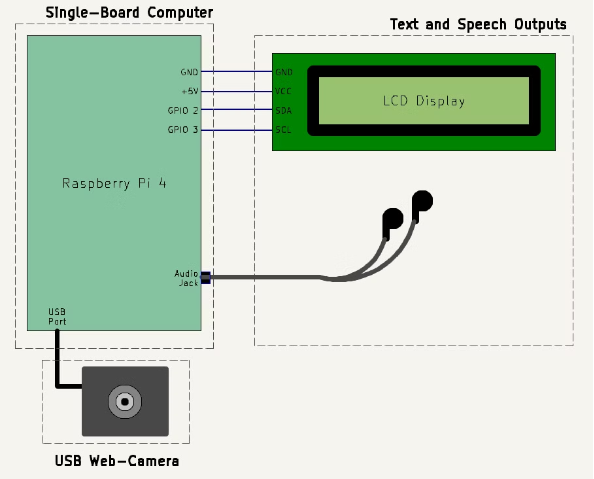 Single-Board Computer
Text and Speech Outputs
GND
+5V
GPIO 2
GPIO 3
GND
VCC
SDA
SCL
LCD Display
Raspberry Pi 4
Audio
Jack
USB
Port
USB Web-Camera